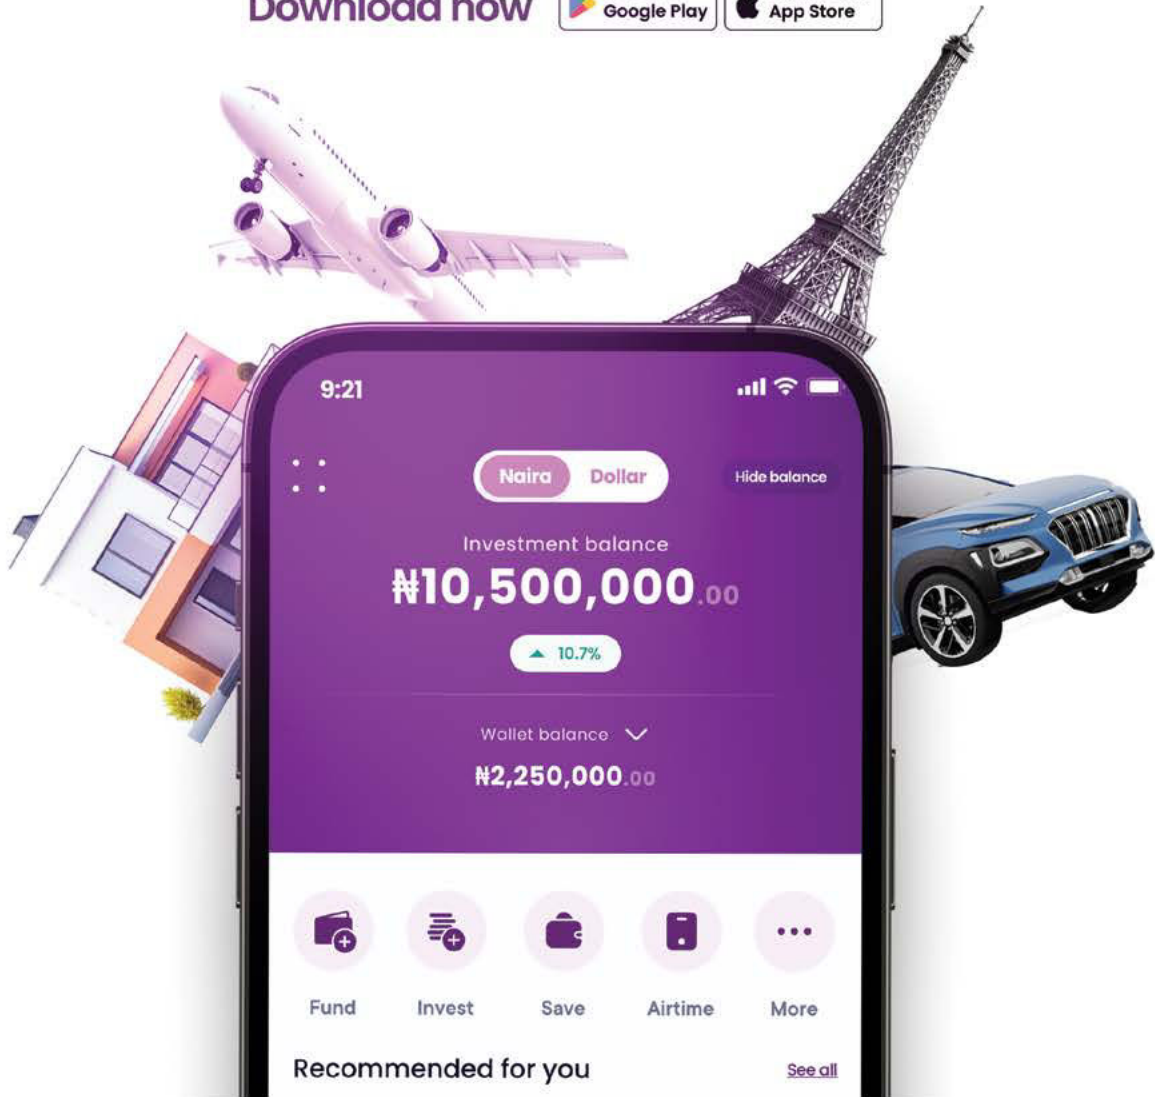 Download now
Google Play
App Store
9:21
Naira Dollar
Hide balance
Investment balance
₦10,500,000.00
10.7%
Wallet balance
₦2,250,000.00
Fund Invest Save Airtime More
Recommended for you
See all